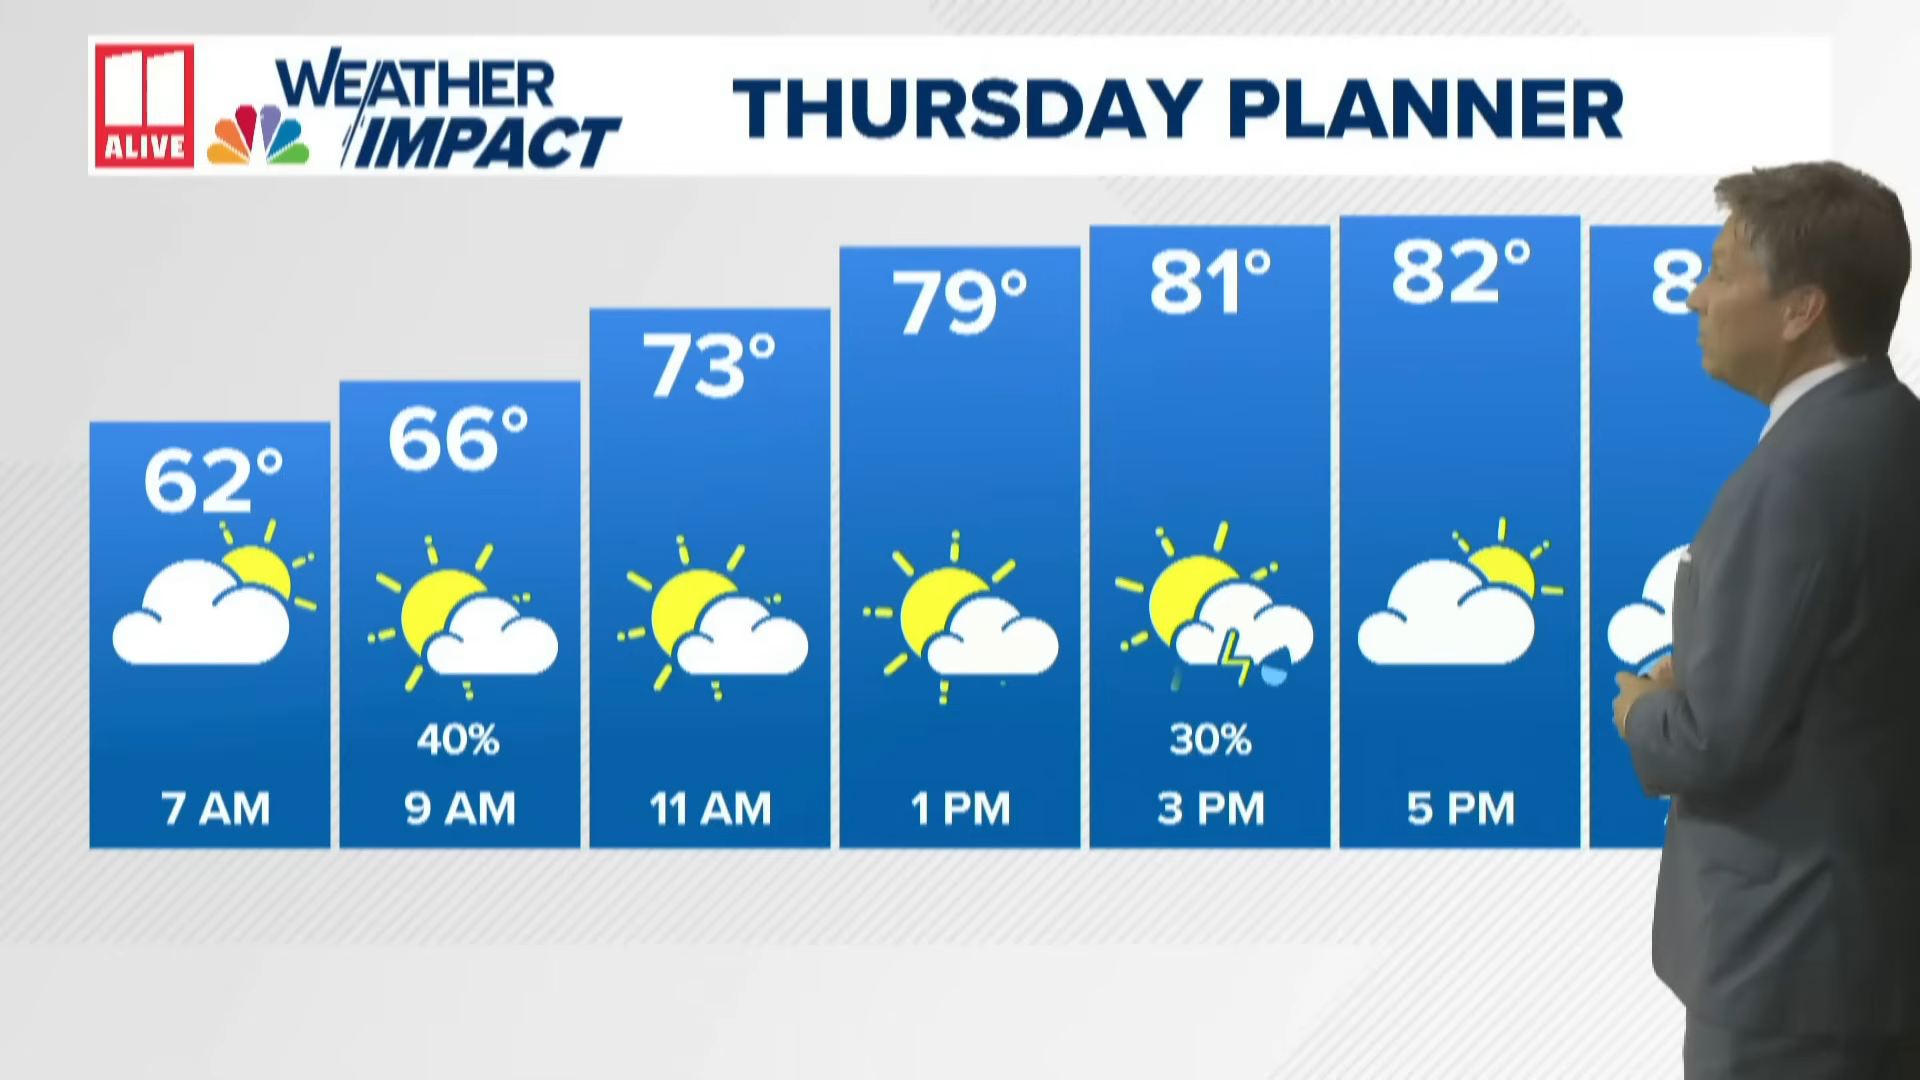 11
ALIVE
WEATHER
IMPACT
THURSDAY PLANNER
62° 66° 73° 79° 81° 82°
40% 30%
7 AM 9 AM 11 AM 1 PM 3 PM 5 PM